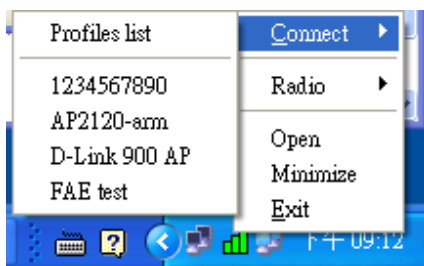 Profiles list
1234567890
AP2120-arm
D-Link 900 AP
FAE test
Connect
Radio
Open
Minimize
Exit
下午 09:12